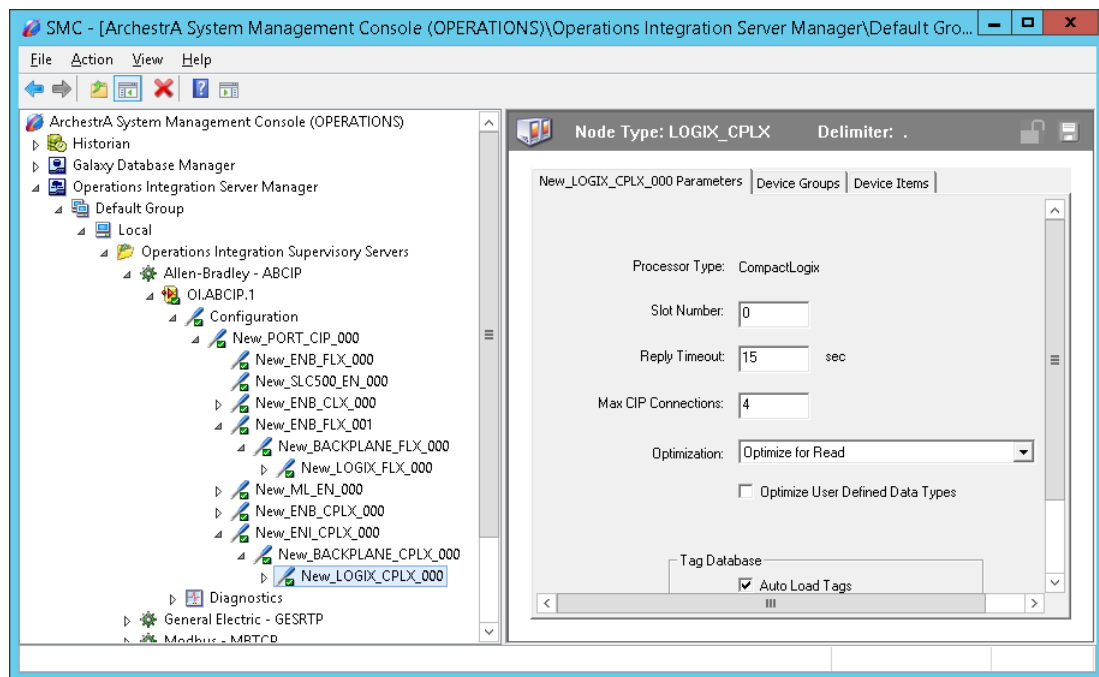 SMC - [ArchestrA System Management Console (OPERATIONS)\Operations Integration Server Manager\Default Gro...
File Action View Help
ArchestrA System Management Console (OPERATIONS)
Historian
Galaxy Database Manager
Operations Integration Server Manager
Default Group
Local
Operations Integration Supervisory Servers
Allen-Bradley - ABCIP
OI.ABCIP.1
Configuration
New_PORT_CIP_000
New_ENB_FLX_000
New_SLC500_EN_000
New_ENB_CLX_000
New_ENB_FLX_001
New_BACKPLANE_FLX_000
New_LOGIX_FLX_000
New_ML_EN_000
New_ENB_CPLX_000
New_ENI_CPLX_000
New_BACKPLANE_CPLX_000
New_LOGIX_CPLX_000
Diagnostics
General Electric - GESRTP
Modbus - MBTCP
Node Type: LOGIX_CPLX Delimiter: .
New_LOGIX_CPLX_000 Parameters Device Groups Device Items
Processor Type: CompactLogix
Slot Number: 0
Reply Timeout: 15 sec
Max CIP Connections: 4
Optimization: Optimize for Read
Optimize User Defined Data Types
Tag Database
Auto Load Tags